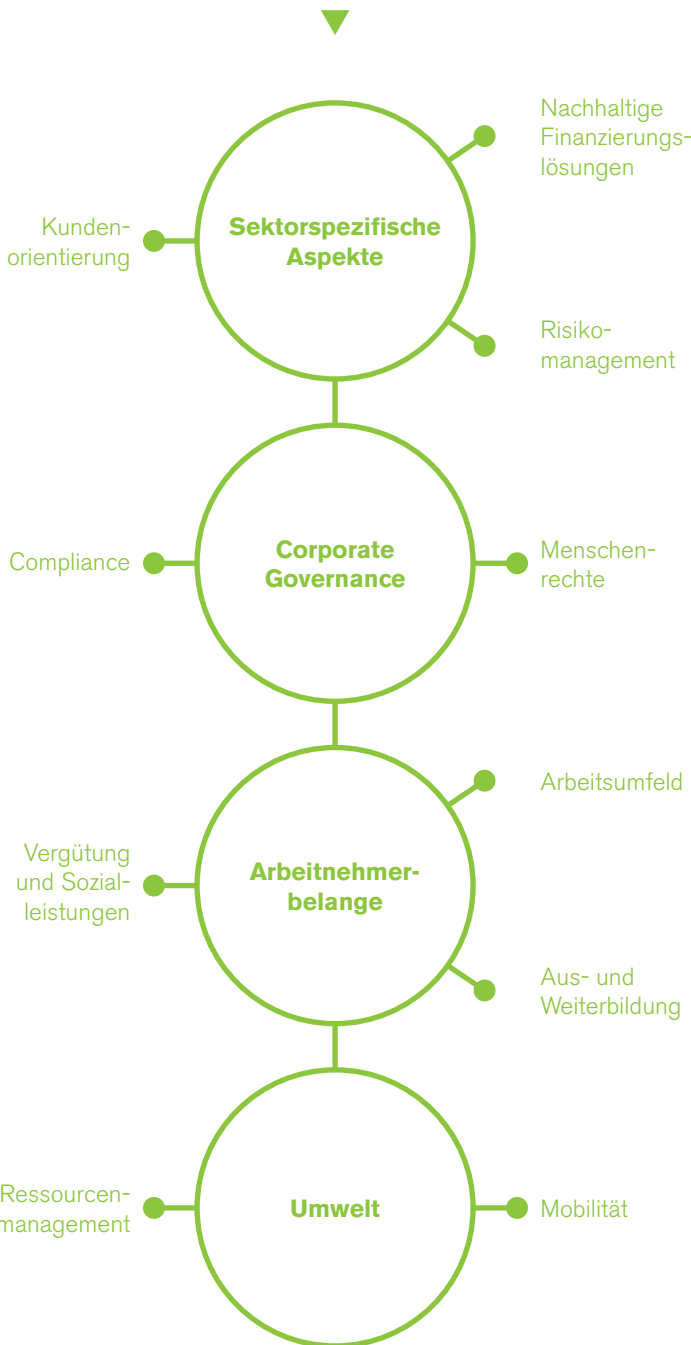 Nachhaltige
Finanzierungs-
lösungen
Kunden-
orientierung
Sektorspezifische
Aspekte
Risiko-
management
Compliance
Corporate
Governance
Menschen-
rechte
Arbeitsumfeld
Vergütung
und Sozial-
leistungen
Arbeitnehmer-
belange
Aus- und
Weiterbildung
Ressourcen-
management
Umwelt
Mobilität